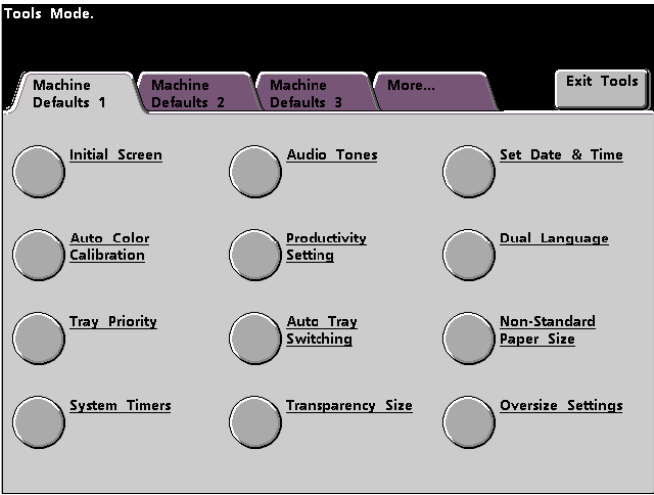 Tools Mode.
Machine
Defaults 1
Machine
Defaults 2
Machine
Defaults 3
More...
Exit Tools
Initial Screen
Audio Tones
Set Date & Time
Auto Color
Calibration
Productivity
Setting
Dual Language
Tray Priority
Auto Tray
Switching
Non-Standard
Paper Size
System Timers
Transparency Size
Oversize Settings